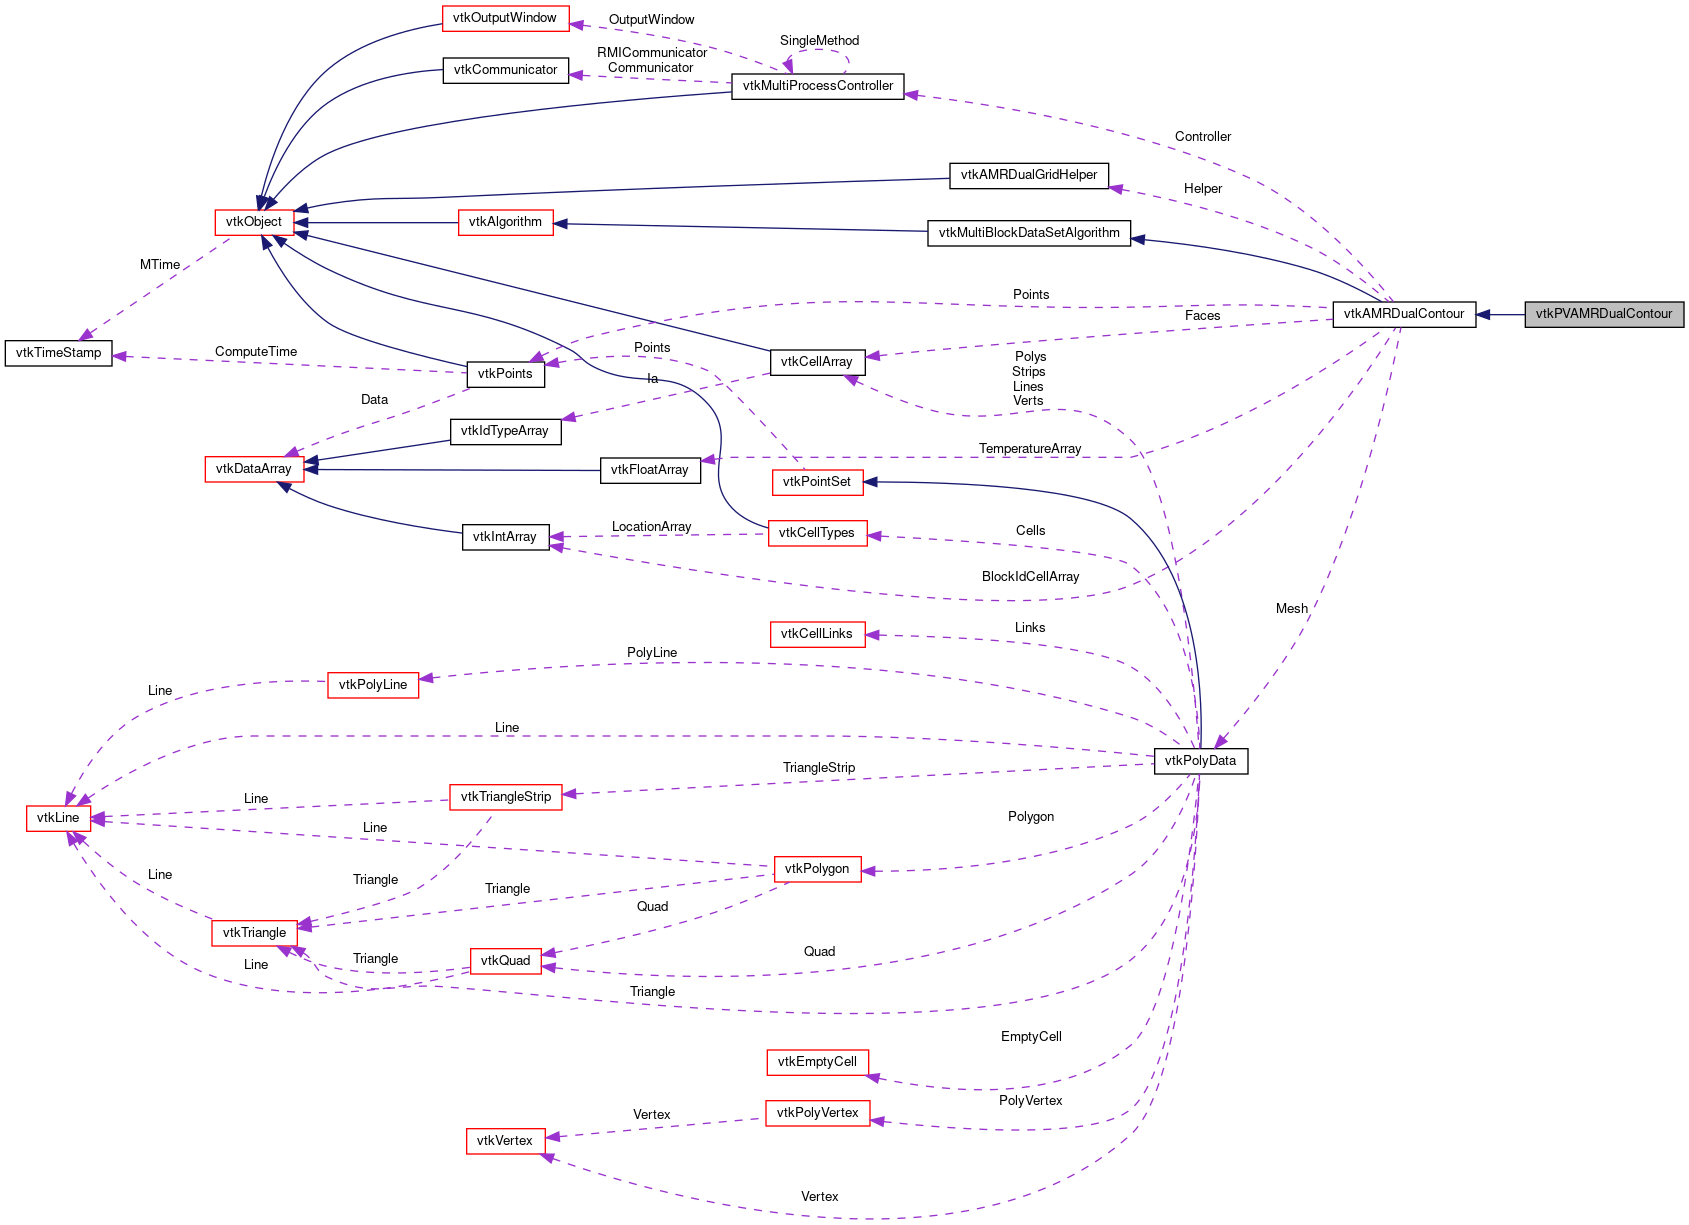 vtkOutputWindow
OutputWindow
SingleMethod
RMICommunicator
Communicator
vtkCommunicator
vtkMultiProcessController
Controller
vtkAMRDualGridHelper
Helper
vtkObject
vtkAlgorithm
vtkMultiBlockDataSetAlgorithm
MTime
Points
vtkAMRDualContour
vtkPVAMRDualContour
Faces
vtkTimeStamp
ComputeTime
Points
vtkCellArray
Polys
Strips
Lines
Verts
vtkPoints
Ia
Data
vtkIdTypeArray
TemperatureArray
vtkDataArray
vtkFloatArray
vtkPointSet
LocationArray
vtkCellTypes
Cells
vtkIntArray
BlockIdCellArray
Mesh
vtkCellLinks
Links
PolyLine
vtkPolyLine
Line
Line
vtkPolyData
TriangleStrip
vtkTriangleStrip
Line
vtkLine
Line
Polygon
vtkPolygon
Line
Triangle
Triangle
Quad
vtkTriangle
Quad
Triangle
vtkQuad
Line
Triangle
EmptyCell
vtkEmptyCell
PolyVertex
vtkPolyVertex
Vertex
vtkVertex
Vertex